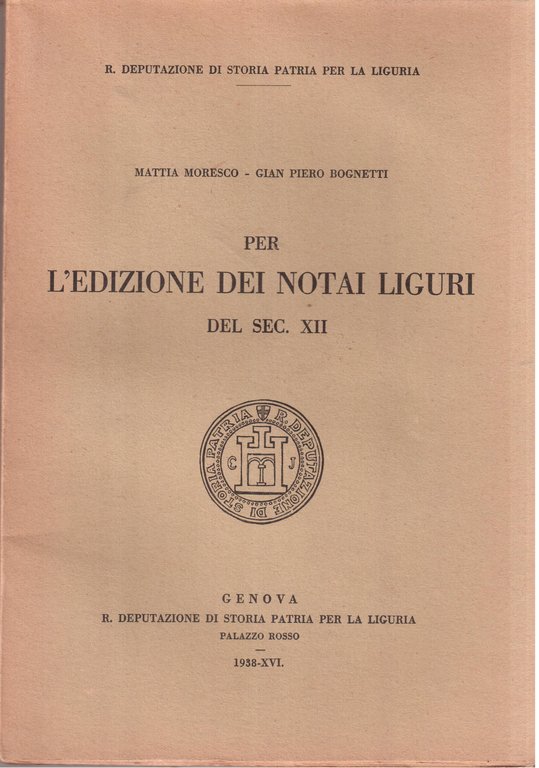 R. DEPUTAZIONE DI STORIA PATRIA PER LA LIGURIA
MATTIA MORESCO - GIAN PIERO BOGNETTI
PER
L'EDIZIONE DEI NOTAI LIGURI
DEL SEC. XII
R. DEPUTAZIONE DI STORIA PATRIA
C J
GENOVA
R. DEPUTAZIONE DI STORIA PATRIA PER LA LIGURIA
PALAZZO ROSSO
1938-XVI.